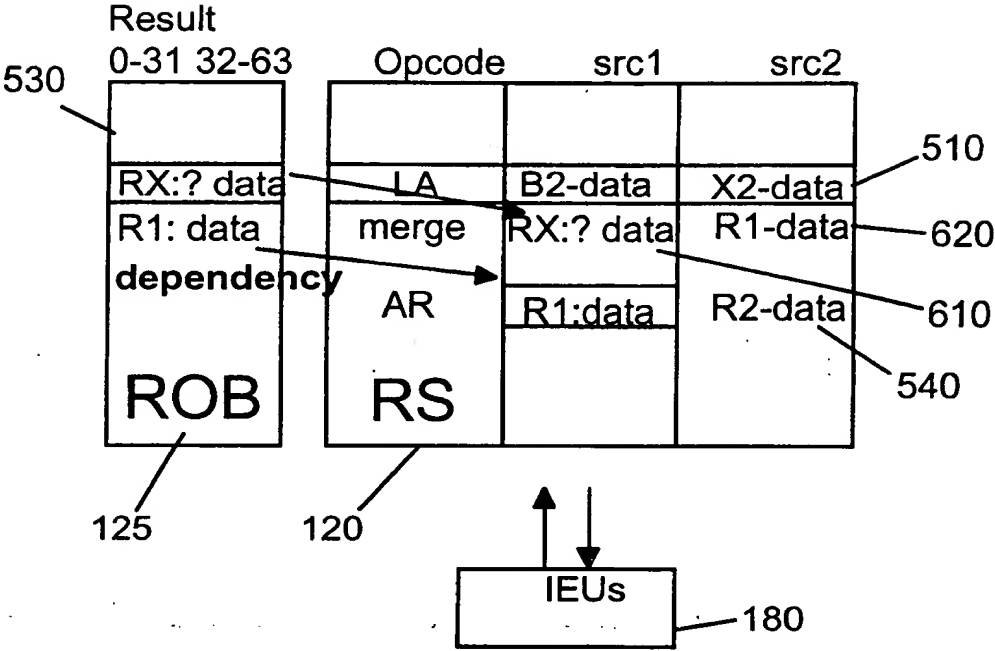 Result
0-31 32-63 Opcode src1 src2
530
510
RX:? data LA B2-data X2-data
R1: data merge RX:? data R1-data 620
dependency
AR R1:data R2-data 610
540
ROB RS
125 120
IEUs
180